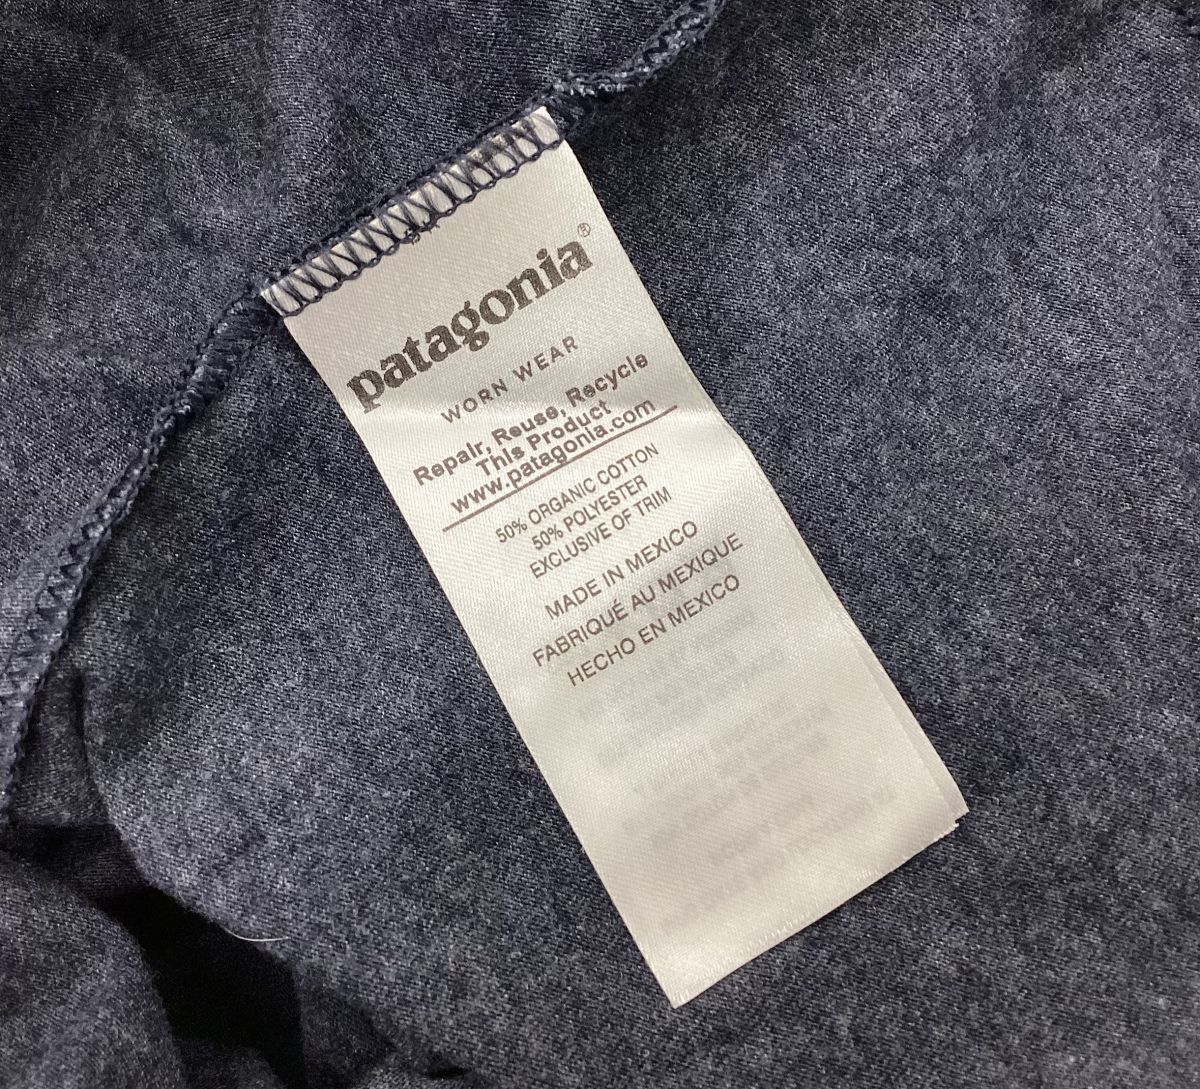 patagonia®
WORN WEAR
Repair, Reuse, Recycle
This Product
www.patagonia.com
50% ORGANIC COTTON
50% POLYESTER
EXCLUSIVE OF TRIM
MADE IN MEXICO
FABRIQUÉ AU MEXIQUE
HECHO EN MEXICO